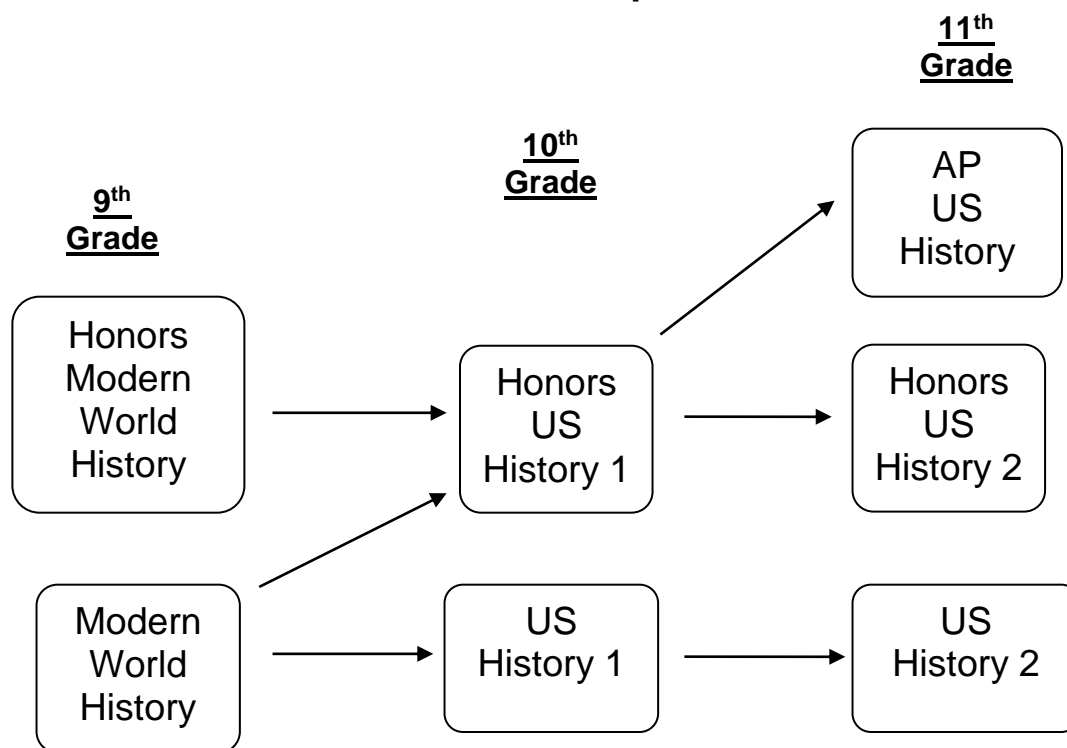 11th
Grade
10th
Grade
9th
Grade
AP
US
History
Honors
Modern
World
History
Honors
US
History 1
Honors
US
History 2
Modern
World
History
US
History 1
US
History 2